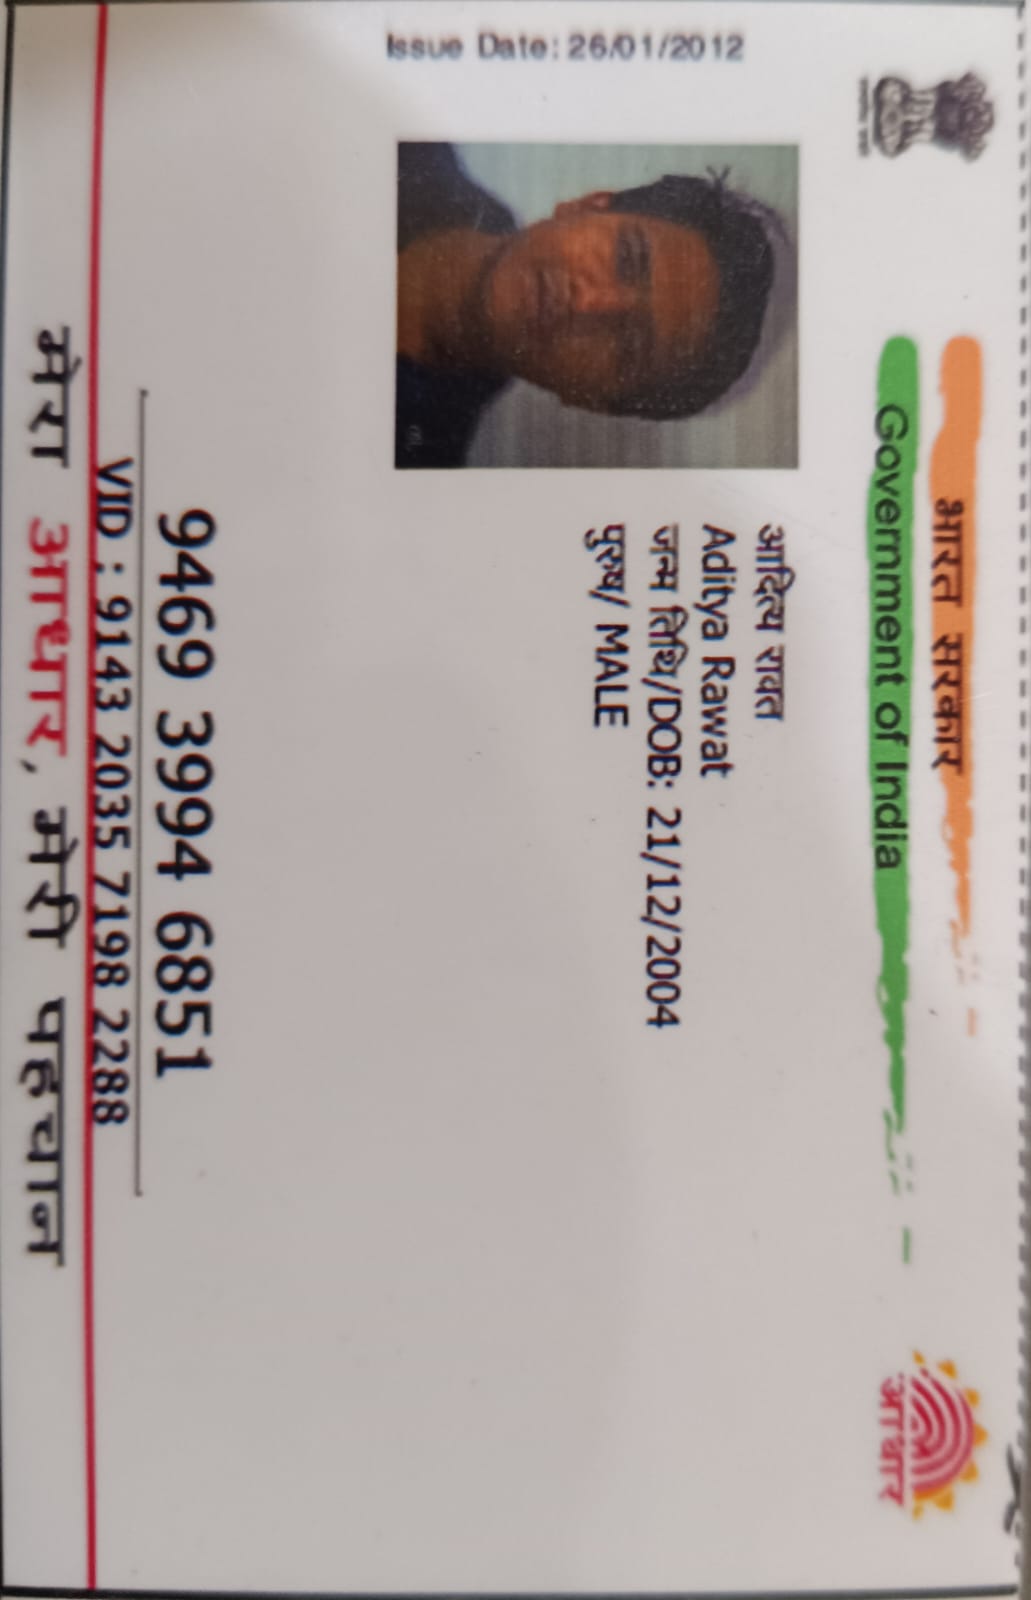 भारत सरकार
Government of India
आधार
Issue Date: 26/01/2012
आदित्य रावत
Aditya Rawat
जन्म तिथि/DOB: 21/12/2004
पुरुष/ MALE
9469 3994 6851
VID : 9143 2035 7198 2288
मेरा आधार, मेरी पहचान